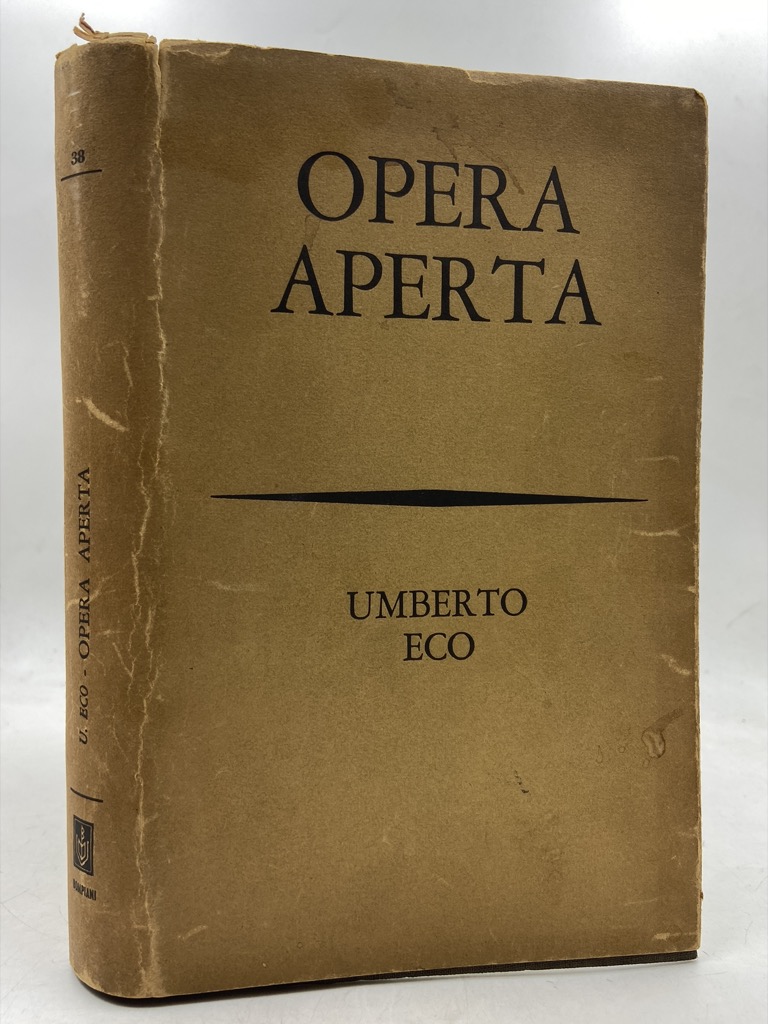 38
U. ECO - OPERA APERTA
BOMPIANI
OPERA
APERTA
UMBERTO
ECO